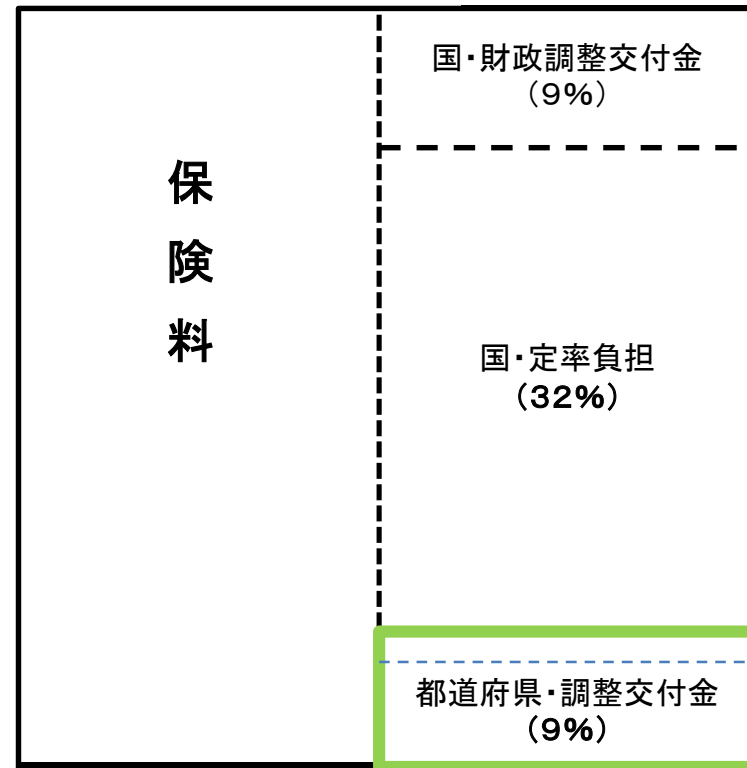 保険料
国・財政調整交付金
（9%）
国・定率負担
（32%）
都道府県・調整交付金
（9%）